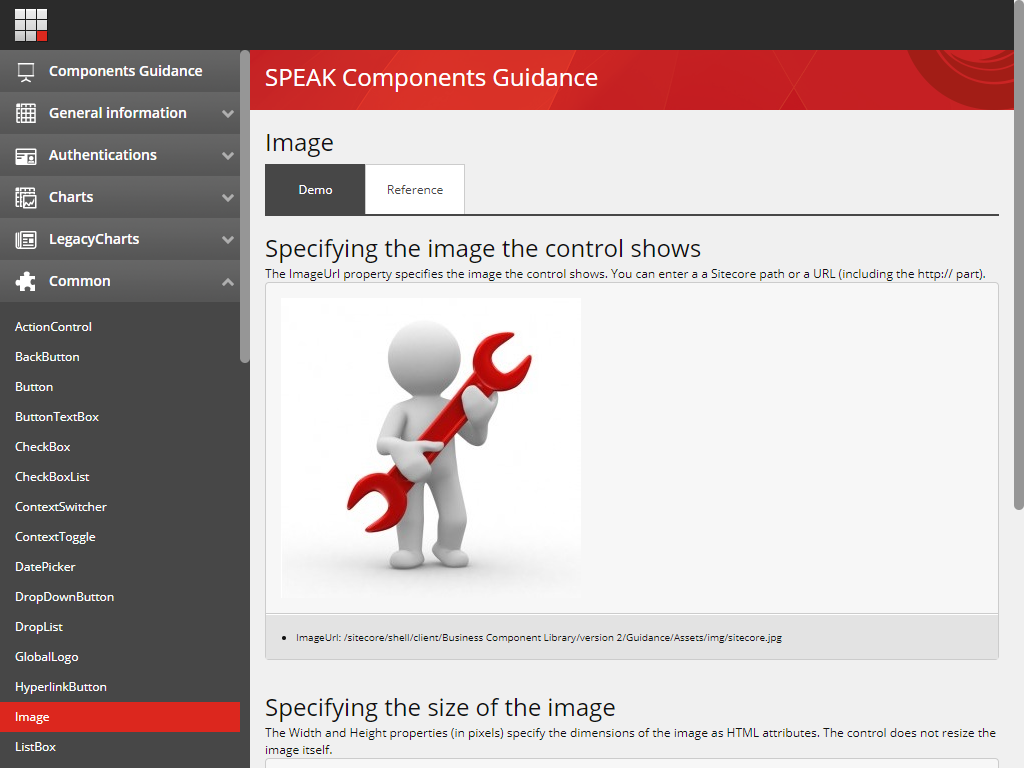 Components Guidance
General information
Authentications
Charts
LegacyCharts
Common
ActionControl
BackButton
Button
ButtonTextBox
CheckBox
CheckBoxList
ContextSwitcher
ContextToggle
DatePicker
DropDownButton
DropList
GlobalLogo
HyperlinkButton
Image
ListBox
SPEAK Components Guidance
Image
Demo
Reference
Specifying the image the control shows
The ImageUrl property specifies the image the control shows. You can enter a a Sitecore path or a URL (including the http:// part).
• ImageUrl: /sitecore/shell/client/Business Component Library/version 2/Guidance/Assets/img/sitecore.jpg
Specifying the size of the image
The Width and Height properties (in pixels) specify the dimensions of the image as HTML attributes. The control does not resize the
image itself.